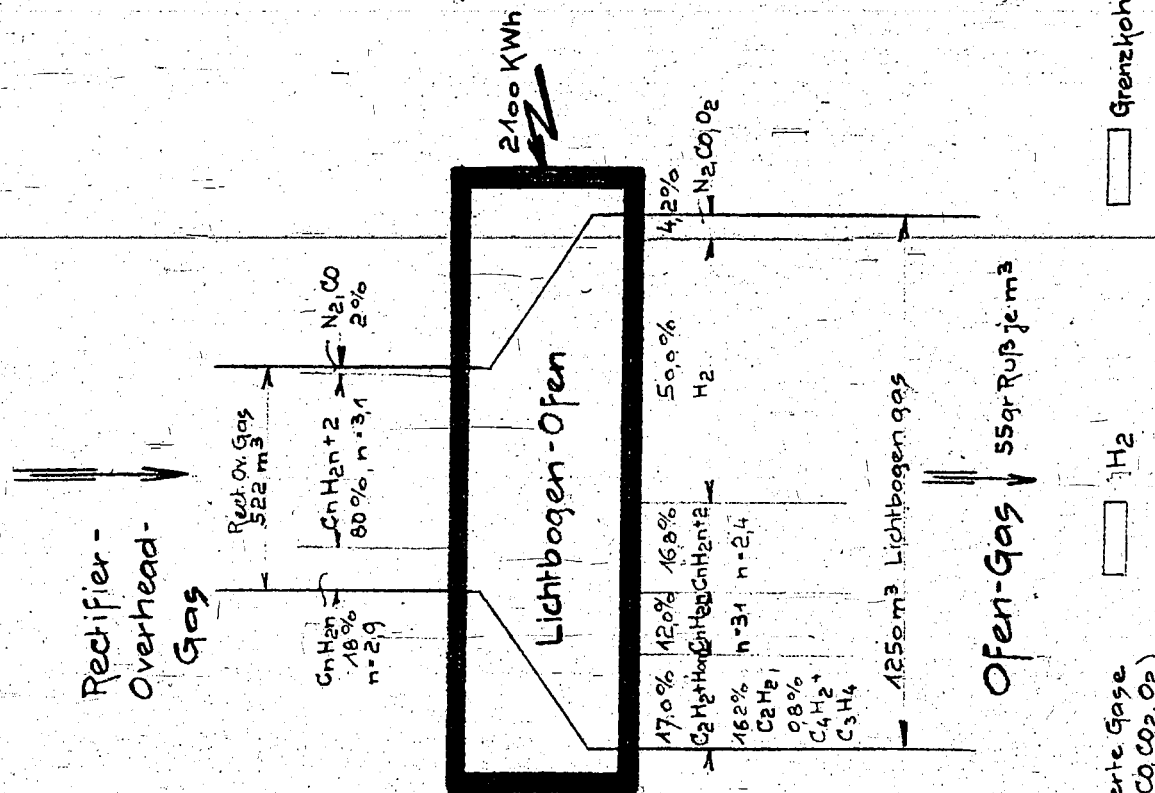 Rectifier-
Overhead-
Gas
Rect. Ov. Gas
522 m³
CnH2n
18%
n=2,9
CnH2n+2
80%, n=3,1
N2, CO
2%
2100 KWh
Lichtbogen-Ofen
17,0%
C2H2+Hom
16,2%
C2H2,
0,8%
C4H2+
C3H4
12,0%
CnH2n
n=3,1
16,8%
CnH2n+2
n=2,4
50,0%
H2
4,2%
N2, CO, O2
1250 m³ Lichtbogengas
Ofen-Gas
55 gr Ruß je m³
erte Gase
CO, CO2, O2)
H2
Grenzkoh